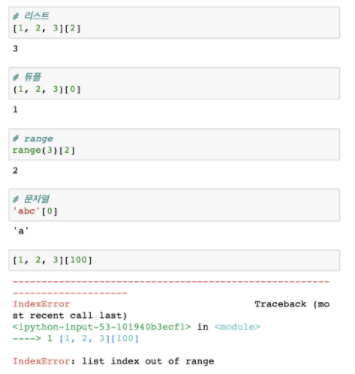 # 리스트
[1, 2, 3][2]
3
# 튜플
(1, 2, 3)[0]
1
# range
range(3)[2]
2
# 문자열
'abc'[0]
'a'
[1, 2, 3][100]
---------------------------------------------------------------------------
IndexError                                Traceback (mo
st recent call last)
<ipython-input-53-101940b3ecf1> in <module>
----> 1 [1, 2, 3][100]
IndexError: list index out of range